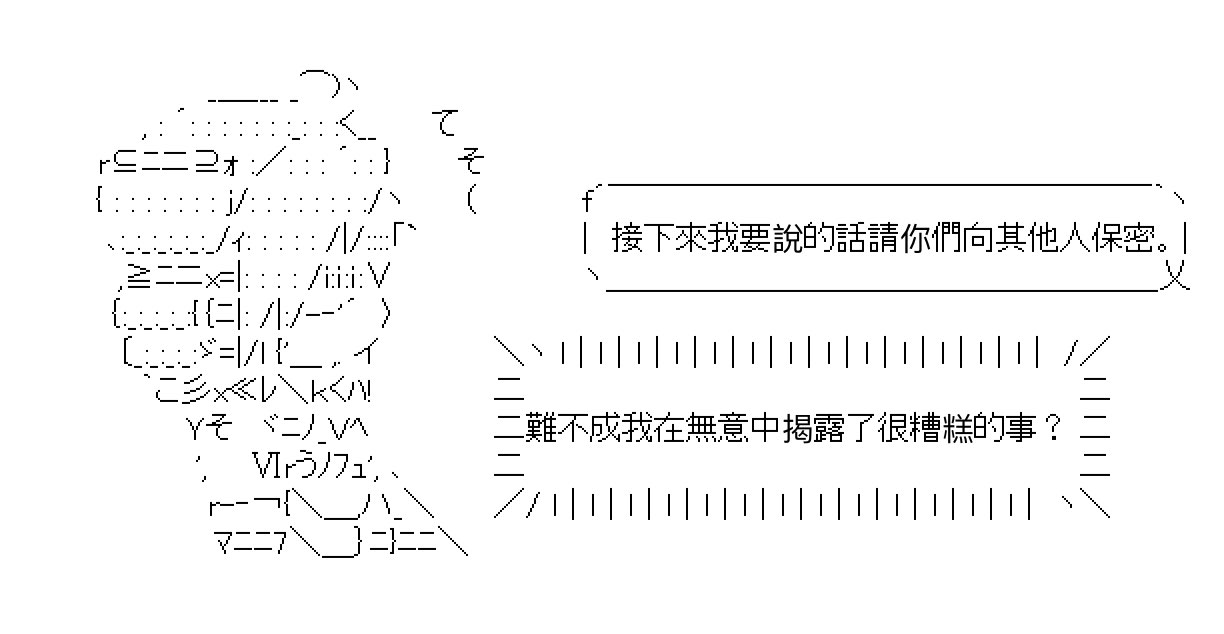 接下來我要說的話請你們向其他人保密。
難不成我在無意中揭露了很糟糕的事？